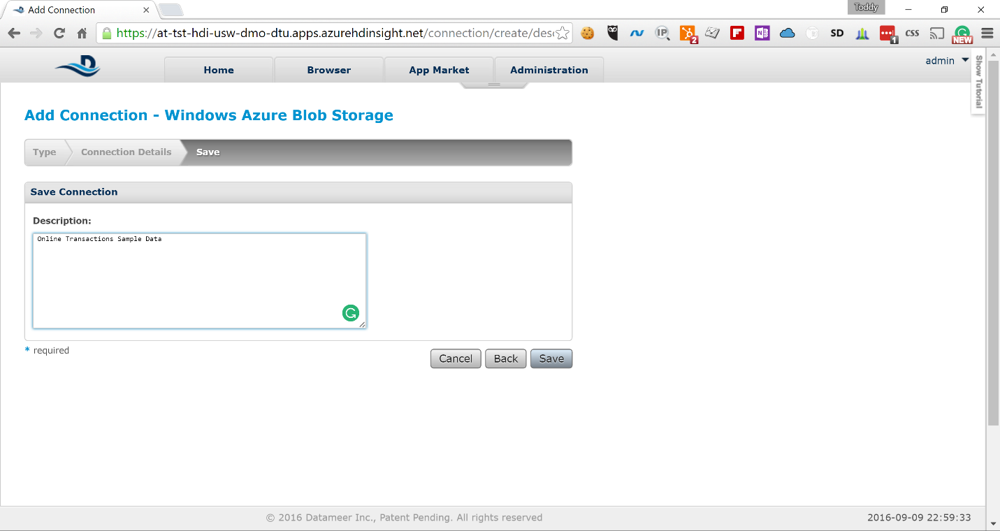 Add Connection
Toddy
https://at-tst-hdi-usw-dmo-dtu.apps.azurehdinsight.net/connection/create/des
IP
2
N
SD
1
CSS
NEW
D
Home
Browser
App Market
Administration
admin
Show Tutorial
Add Connection - Windows Azure Blob Storage
Type
Connection Details
Save
Save Connection
Description:
Online Transactions Sample Data
* required
Cancel
Back
Save
© 2016 Datameer Inc., Patent Pending. All rights reserved
2016-09-09 22:59:33